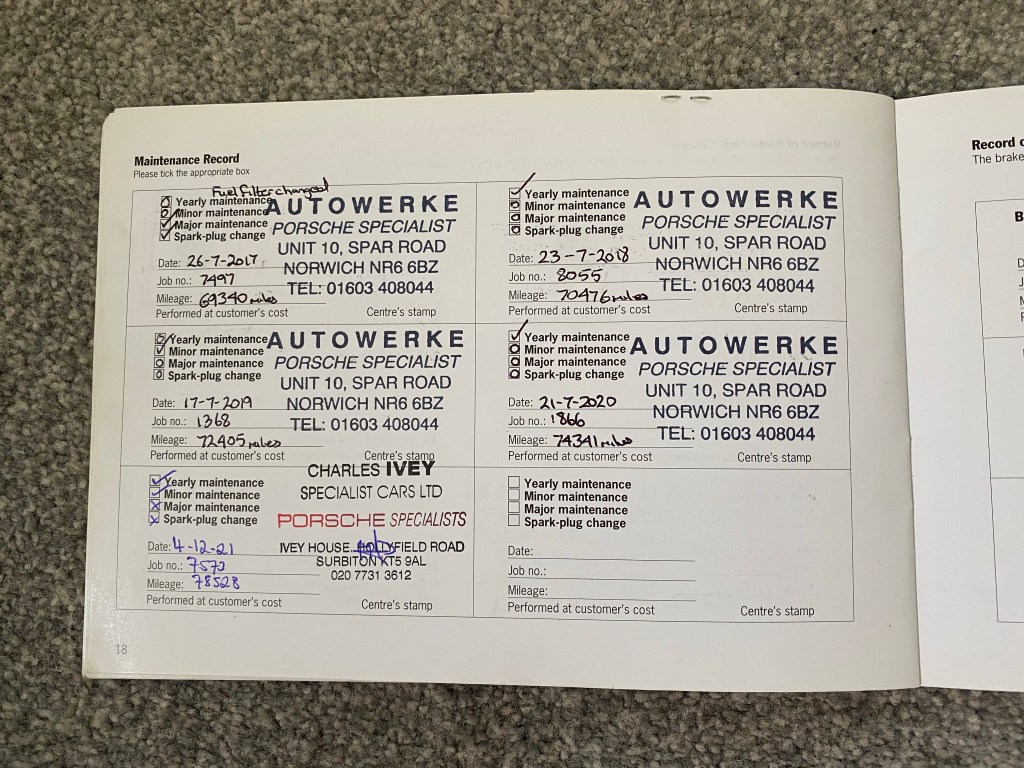 Maintenance Record
Please tick the appropriate box
Fuel filter changed
Yearly maintenance
Minor maintenance
Major maintenance
Spark-plug change
Date: 26-7-2017
Job no.: 7497
Mileage: 69340 miles
Performed at customer's cost
Centre's stamp
AUTOWERKE
PORSCHE SPECIALIST
UNIT 10, SPAR ROAD
NORWICH NR6 6BZ
TEL: 01603 408044
Yearly maintenance
Minor maintenance
Major maintenance
Spark-plug change
Date: 23-7-2018
Job no.: 8055
Mileage: 70476 miles
Performed at customer's cost
Centre's stamp
AUTOWERKE
PORSCHE SPECIALIST
UNIT 10, SPAR ROAD
NORWICH NR6 6BZ
TEL: 01603 408044
Yearly maintenance
Minor maintenance
Major maintenance
Spark-plug change
Date: 17-7-2019
Job no.: 1368
Mileage: 72405 miles
Performed at customer's cost
Centre's stamp
AUTOWERKE
PORSCHE SPECIALIST
UNIT 10, SPAR ROAD
NORWICH NR6 6BZ
TEL: 01603 408044
Yearly maintenance
Minor maintenance
Major maintenance
Spark-plug change
Date: 21-7-2020
Job no.: 1866
Mileage: 74341 miles
Performed at customer's cost
Centre's stamp
AUTOWERKE
PORSCHE SPECIALIST
UNIT 10, SPAR ROAD
NORWICH NR6 6BZ
TEL: 01603 408044
Yearly maintenance
Minor maintenance
Major maintenance
Spark-plug change
Date: 4-12-21
Job no.: 7573
Mileage: 78528
Performed at customer's cost
Centre's stamp
CHARLES IVEY
SPECIALIST CARS LTD
PORSCHE SPECIALISTS
IVEY HOUSE HOLLYFIELD ROAD
SURBITON KT5 9AL
020 7731 3612
Yearly maintenance
Minor maintenance
Major maintenance
Spark-plug change
Date:
Job no.:
Mileage:
Performed at customer's cost
Centre's stamp
18
Record
The brake